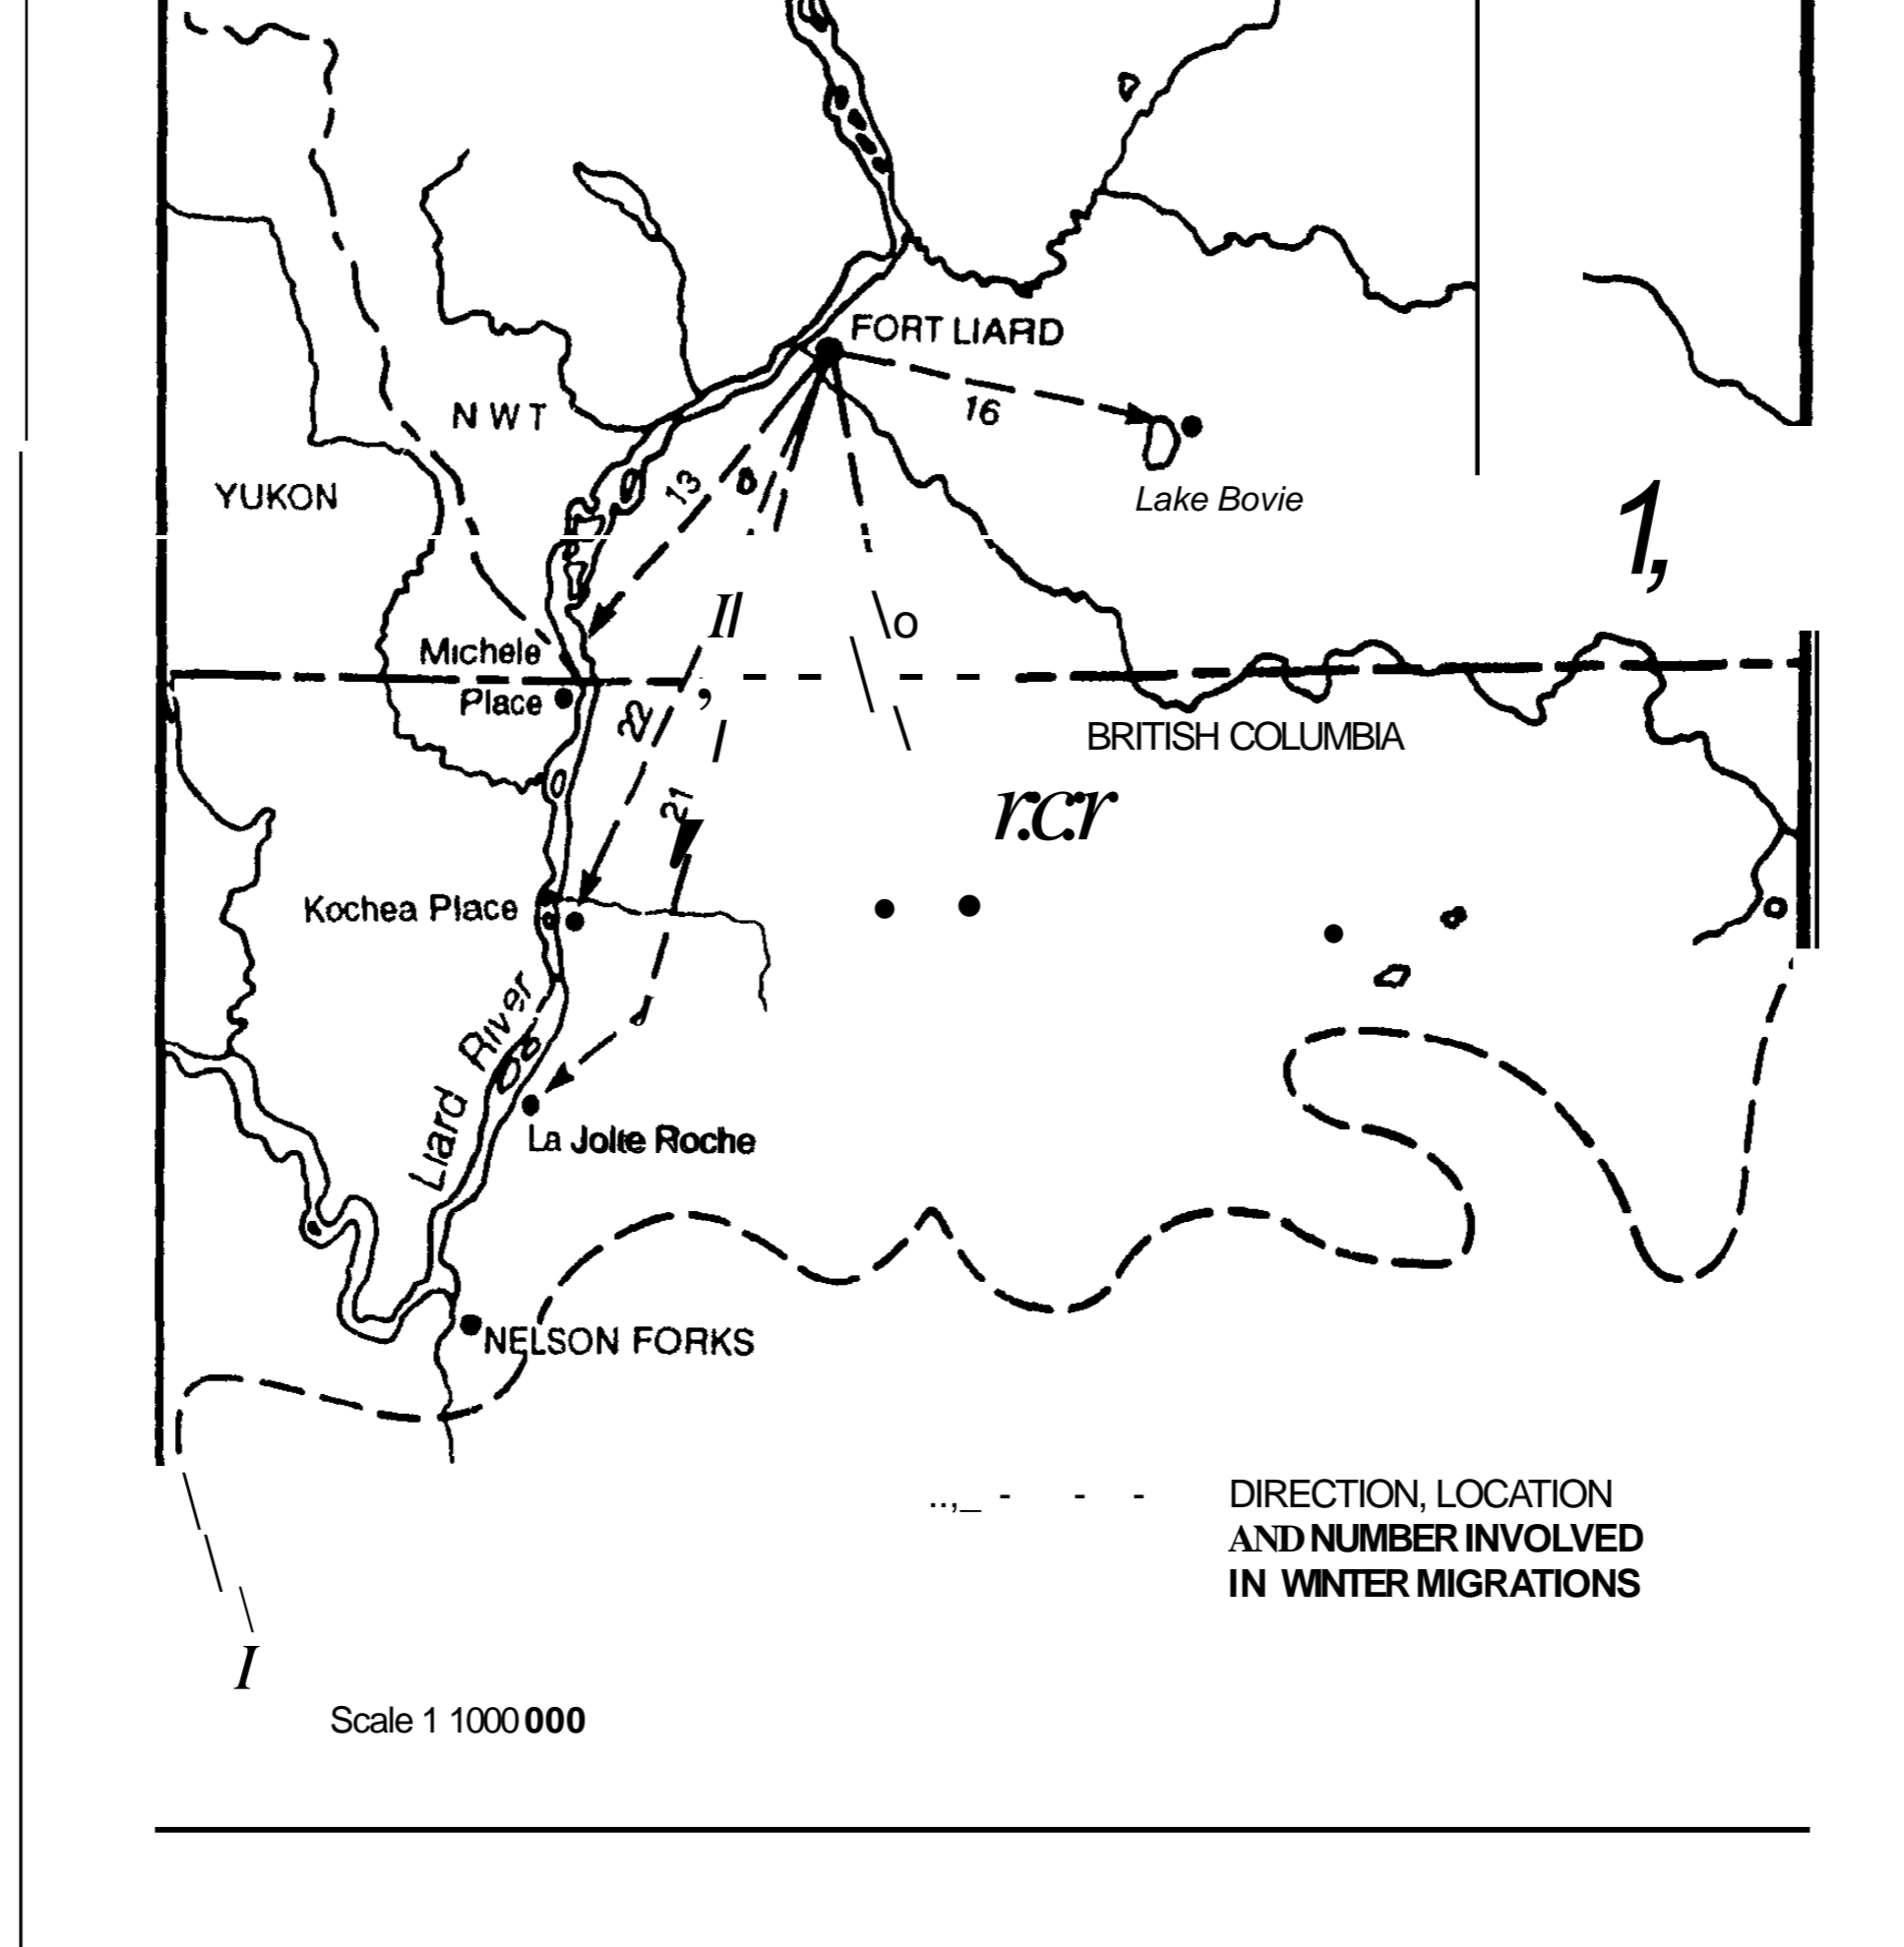 FORT LIARD
N W T
16
YUKON
13
Lake Bovie
1,
Michele
Place
22
BRITISH COLUMBIA
21
r.c.r
Kochea Place
Liard River
La Jolie Roche
NELSON FORKS
DIRECTION, LOCATION
AND NUMBER INVOLVED
IN WINTER MIGRATIONS
I
Scale 1 1000 000